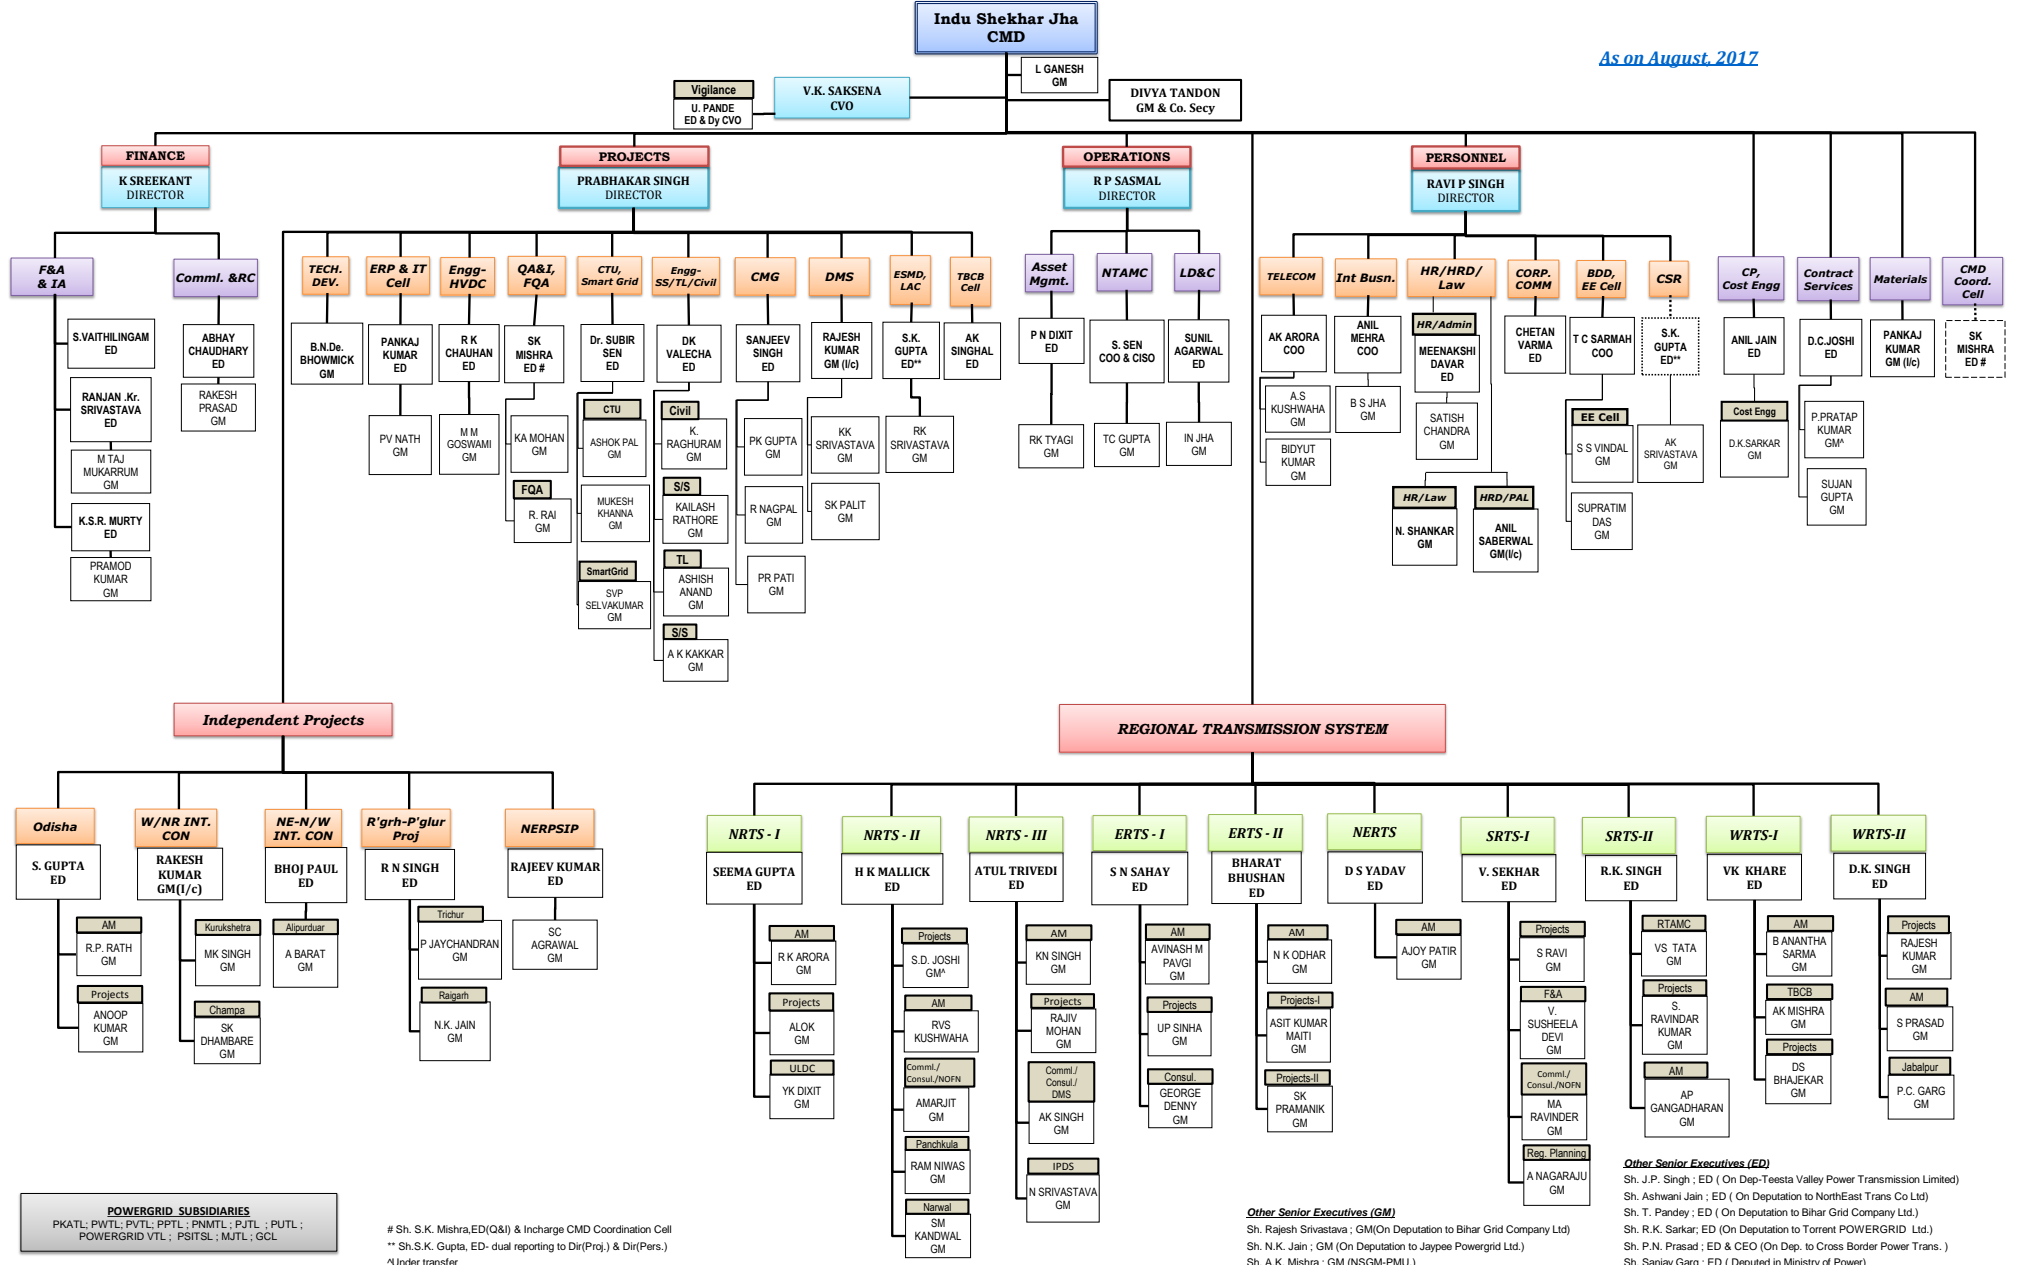 Indu Shekhar Jha
CMD
As on August, 2017
L GANESH
GM
Vigilance
U. PANDE
ED & Dy CVO
V.K. SAKSENA
CVO
DIVYA TANDON
GM & Co. Secy
FINANCE
K SREEKANT
DIRECTOR
PROJECTS
PRABHAKAR SINGH
DIRECTOR
OPERATIONS
R P SASMAL
DIRECTOR
PERSONNEL
RAVI P SINGH
DIRECTOR
F&A
& IA
S.VAITHILINGAM
ED
RANJAN .Kr.
SRIVASTAVA
ED
M TAJ
MUKARRUM
GM
K.S.R. MURTY
ED
PRAMOD
KUMAR
GM
Comml. &RC
ABHAY
CHAUDHARY
ED
RAKESH
PRASAD
GM
TECH.
DEV.
B.N.De.
BHOWMICK
GM
ERP & IT
Cell
PANKAJ
KUMAR
ED
PV NATH
GM
Engg-
HVDC
R K
CHAUHAN
ED
M M
GOSWAMI
GM
QA&I,
FQA
SK
MISHRA
ED #
KA MOHAN
GM
FQA
R. RAI
GM
CTU,
Smart Grid
Dr. SUBIR
SEN
ED
CTU
ASHOK PAL
GM
MUKESH
KHANNA
GM
SmartGrid
SVP
SELVAKUMAR
GM
Engg-
SS/TL/Civil
DK
VALECHA
ED
Civil
K.
RAGHURAM
GM
S/S
KAILASH
RATHORE
GM
TL
ASHISH
ANAND
GM
S/S
A K KAKKAR
GM
CMG
SANJEEV
SINGH
ED
PK GUPTA
GM
R NAGPAL
GM
PR PATI
GM
DMS
RAJESH
KUMAR
GM (I/c)
KK
SRIVASTAVA
GM
SK PALIT
GM
ESMD,
LAC
S.K.
GUPTA
ED**
RK
SRIVASTAVA
GM
TBCB
Cell
AK
SINGHAL
ED
Asset
Mgmt.
P N DIXIT
ED
RK TYAGI
GM
NTAMC
S. SEN
COO & CISO
TC GUPTA
GM
LD&C
SUNIL
AGARWAL
ED
IN JHA
GM
TELECOM
AK ARORA
COO
A.S
KUSHWAHA
GM
BIDYUT
KUMAR
GM
Int Busn.
ANIL
MEHRA
COO
B S JHA
GM
HR/HRD/
Law
HR/Admin
MEENAKSHI
DAVAR
ED
SATISH
CHANDRA
GM
HR/Law
N. SHANKAR
GM
HRD/PAL
ANIL
SABERWAL
GM(I/c)
CORP.
COMM
CHETAN
VARMA
ED
BDD,
EE Cell
T C SARMAH
COO
EE Cell
S S VINDAL
GM
SUPRATIM
DAS
GM
CSR
S.K.
GUPTA
ED**
AK
SRIVASTAVA
GM
CP,
Cost Engg
ANIL JAIN
ED
Cost Engg
D.K.SARKAR
GM
Contract
Services
D.C.JOSHI
ED
P.PRATAP
KUMAR
GM^
SUJAN
GUPTA
GM
Materials
PANKAJ
KUMAR
GM (I/c)
CMD
Coord.
Cell
SK
MISHRA
ED #
Independent Projects
Odisha
S. GUPTA
ED
AM
R.P. RATH
GM
Projects
ANOOP
KUMAR
GM
W/NR INT.
CON
RAKESH
KUMAR
GM(I/c)
Kurukshetra
MK SINGH
GM
Champa
SK
DHAMBARE
GM
NE-N/W
INT. CON
BHOJ PAUL
ED
Alipurduar
A BARAT
GM
R'grh-P'glur
Proj
R N SINGH
ED
Trichur
P JAYCHANDRAN
GM
Raigarh
N.K. JAIN
GM
NERPSIP
RAJEEV KUMAR
ED
SC
AGRAWAL
GM
REGIONAL TRANSMISSION SYSTEM
NRTS - I
SEEMA GUPTA
ED
AM
R K ARORA
GM
Projects
ALOK
GM
ULDC
YK DIXIT
GM
NRTS - II
H K MALLICK
ED
Projects
S.D. JOSHI
GM^
AM
RVS
KUSHWAHA
Comml./
Consul./NOFN
AMARJIT
GM
Panchkula
RAM NIWAS
GM
Narwal
SM
KANDWAL
GM
NRTS - III
ATUL TRIVEDI
ED
AM
KN SINGH
GM
Projects
RAJIV
MOHAN
GM
Comml./
Consul./
DMS
AK SINGH
GM
IPDS
N SRIVASTAVA
GM
ERTS - I
S N SAHAY
ED
AM
AVINASH M
PAVGI
GM
Projects
UP SINHA
GM
Consul.
GEORGE
DENNY
GM
ERTS - II
BHARAT
BHUSHAN
ED
AM
N K ODHAR
GM
Projects-I
ASIT KUMAR
MAITI
GM
Projects-II
SK
PRAMANIK
GM
NERTS
D S YADAV
ED
AM
AJOY PATIR
GM
SRTS-I
V. SEKHAR
ED
Projects
S RAVI
GM
F&A
V.
SUSHEELA
DEVI
GM
Comml./
Consul./NOFN
MA
RAVINDER
GM
Reg. Planning
A NAGARAJU
GM
SRTS-II
R.K. SINGH
ED
RTAMC
VS TATA
GM
Projects
S.
RAVINDAR
KUMAR
GM
AM
AP
GANGADHARAN
GM
WRTS-I
VK KHARE
ED
AM
B ANANTHA
SARMA
GM
TBCB
AK MISHRA
GM
Projects
DS
BHAJEKAR
GM
WRTS-II
D.K. SINGH
ED
Projects
RAJESH
KUMAR
GM
AM
S PRASAD
GM
Jabalpur
P.C. GARG
GM
POWERGRID SUBSIDIARIES
PKATL; PWTL; PVTL; PPTL ; PNMTL ; PJTL ; PUTL ;
POWERGRID VTL ; PSITSL ; MJTL ; GCL
# Sh. S.K. Mishra,ED(Q&I) & Incharge CMD Coordination Cell
** Sh.S.K. Gupta, ED- dual reporting to Dir(Proj.) & Dir(Pers.)
^Under transfer
Other Senior Executives (GM)
Sh. Rajesh Srivastava ; GM(On Deputation to Bihar Grid Company Ltd)
Sh. N.K. Jain ; GM (On Deputation to Jaypee Powergrid Ltd.)
Sh. A.K. Mishra ; GM (NSGM-PMU.)
Other Senior Executives (ED)
Sh. J.P. Singh ; ED ( On Dep-Teesta Valley Power Transmission Limited)
Sh. Ashwani Jain ; ED ( On Deputation to NorthEast Trans Co Ltd)
Sh. T. Pandey ; ED ( On Deputation to Bihar Grid Company Ltd.)
Sh. R.K. Sarkar; ED (On Deputation to Torrent POWERGRID Ltd.)
Sh. P.N. Prasad ; ED & CEO (On Dep. to Cross Border Power Trans. )
Sh. Sanjay Garg ; ED ( Deputed in Ministry of Power)